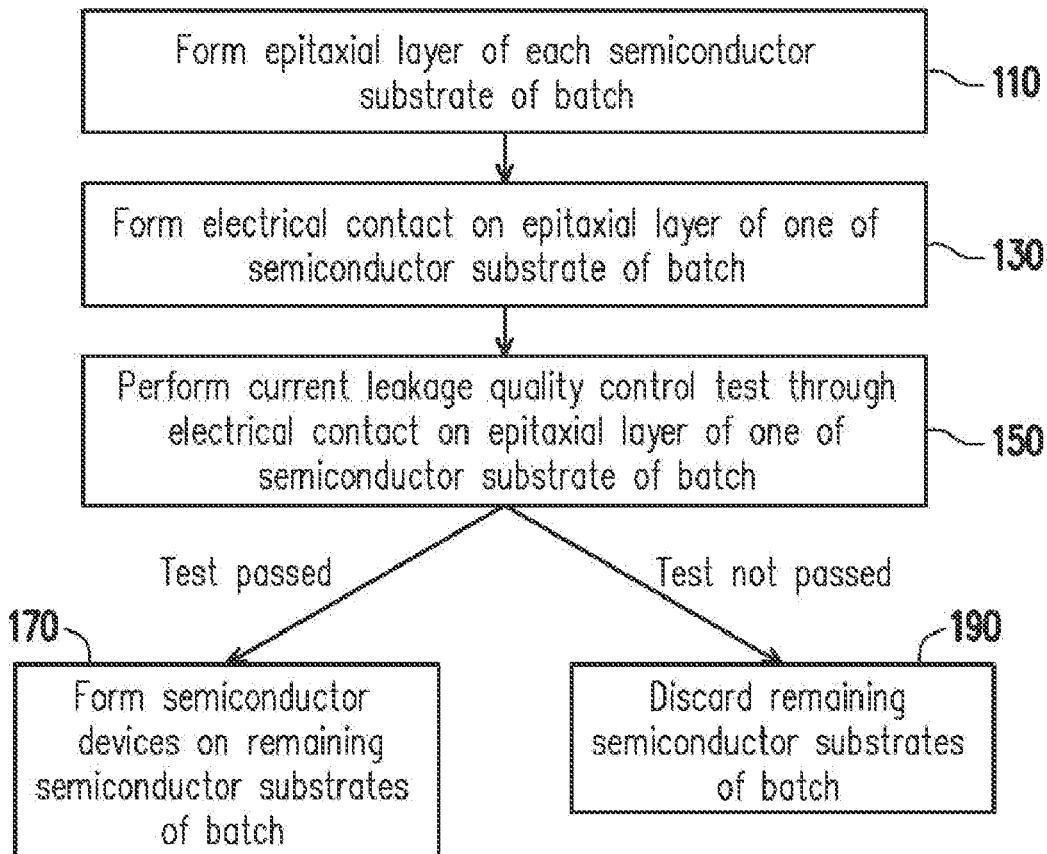 Form epitaxial layer of each semiconductor
substrate of batch
110
Form electrical contact on epitaxial layer of one of
semiconductor substrate of batch
130
Perform current leakage quality control test through
electrical contact on epitaxial layer of one of
semiconductor substrate of batch
150
Test passed
Test not passed
170
Form semiconductor
devices on remaining
semiconductor substrates
of batch
190
Discard remaining
semiconductor substrates
of batch